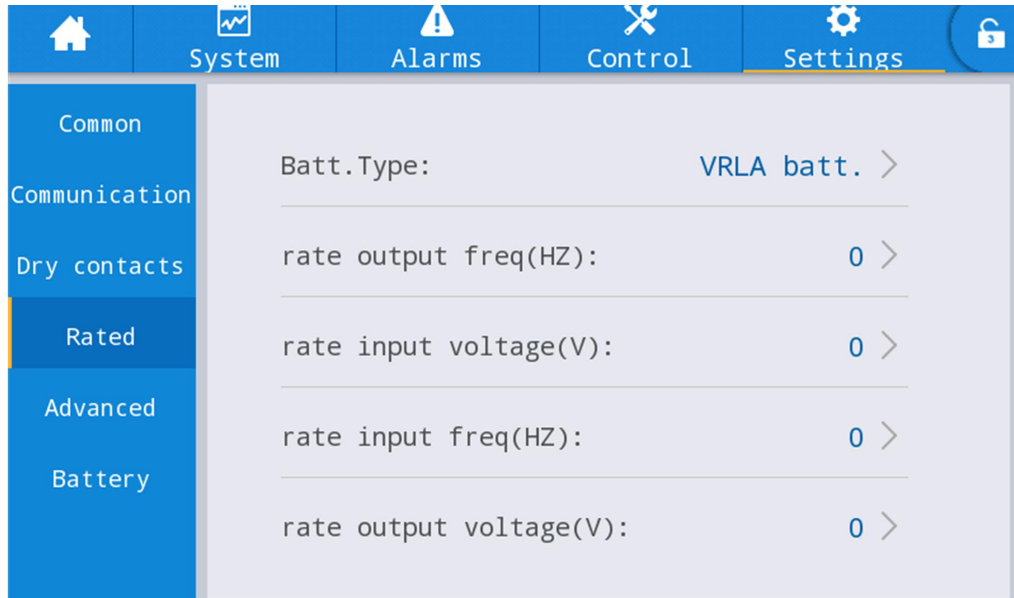 System Alarms Control Settings 3
Common
Communication
Dry contacts
Rated
Advanced
Battery
Batt.Type: VRLA batt.
rate output freq(HZ): 0
rate input voltage(V): 0
rate input freq(HZ): 0
rate output voltage(V): 0